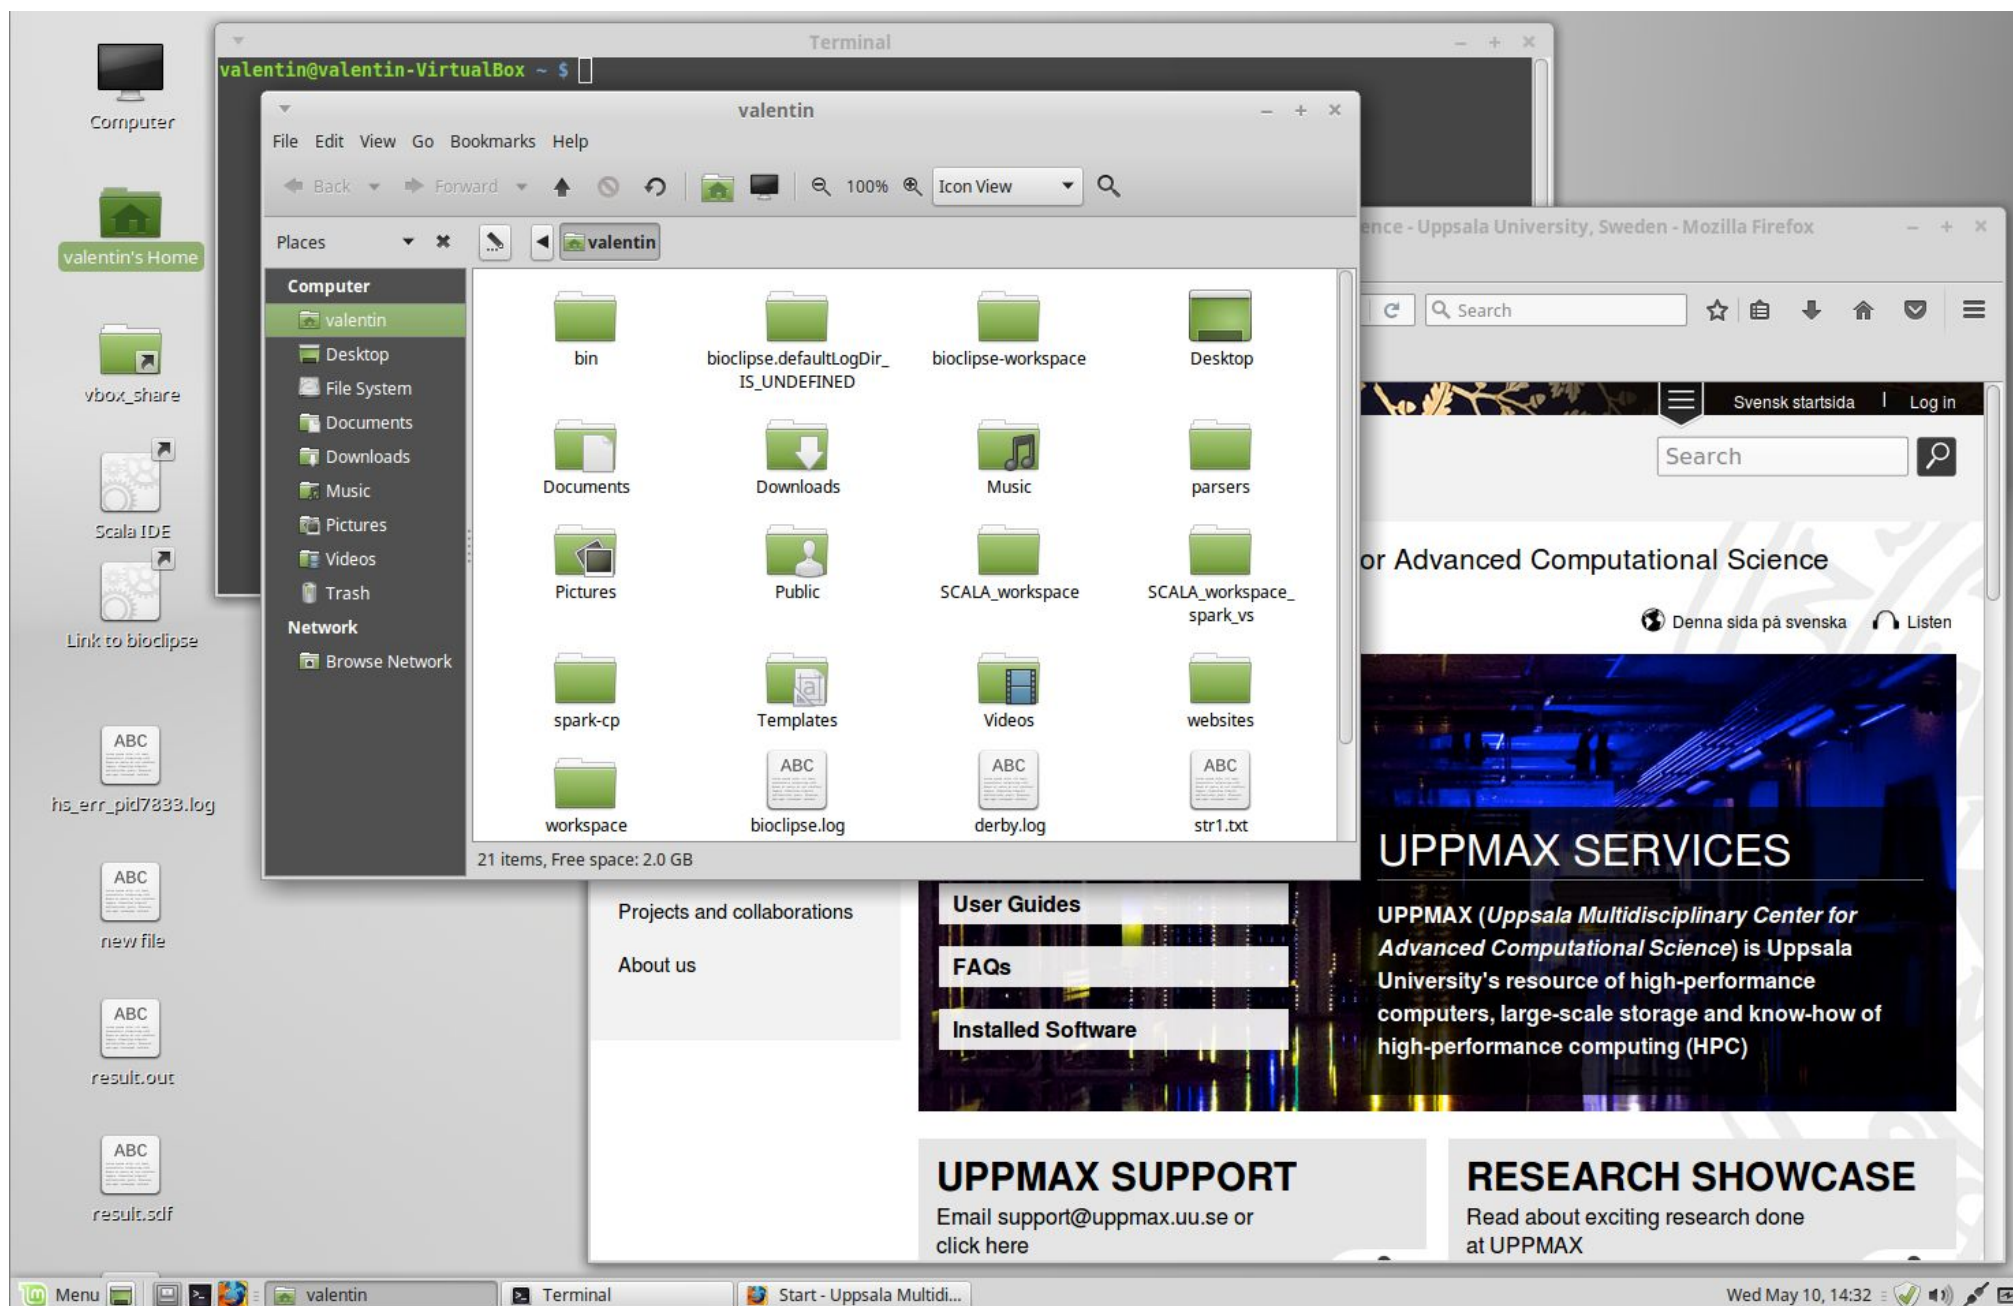 Computer
valentin's Home
vbox_share
Scala IDE
Link to bioclipse
ABC
hs_err_pid7833.log
ABC
new file
ABC
result.out
ABC
result.sdf
Terminal
valentin@valentin-VirtualBox ~ $
valentin
File Edit View Go Bookmarks Help
Back Forward 100% Icon View
Places valentin
Computer
valentin
Desktop
File System
Documents
Downloads
Music
Pictures
Videos
Trash
Network
Browse Network
bin
bioclipse.defaultLogDir_
IS_UNDEFINED
bioclipse-workspace
Desktop
Documents
Downloads
Music
parsers
Pictures
Public
SCALA_workspace
SCALA_workspace_
spark_vs
spark-cp
Templates
Videos
websites
workspace
ABC
bioclipse.log
ABC
derby.log
ABC
str1.txt
21 items, Free space: 2.0 GB
ence - Uppsala University, Sweden - Mozilla Firefox
Search
Svensk startsida | Log in
Search
or Advanced Computational Science
Denna sida på svenska Listen
UPPMAX SERVICES
UPPMAX (Uppsala Multidisciplinary Center for
Advanced Computational Science) is Uppsala
University's resource of high-performance
computers, large-scale storage and know-how of
high-performance computing (HPC)
Projects and collaborations
About us
User Guides
FAQs
Installed Software
UPPMAX SUPPORT
Email support@uppmax.uu.se or
click here
RESEARCH SHOWCASE
Read about exciting research done
at UPPMAX
Menu valentin Terminal Start - Uppsala Multidi... Wed May 10, 14:32